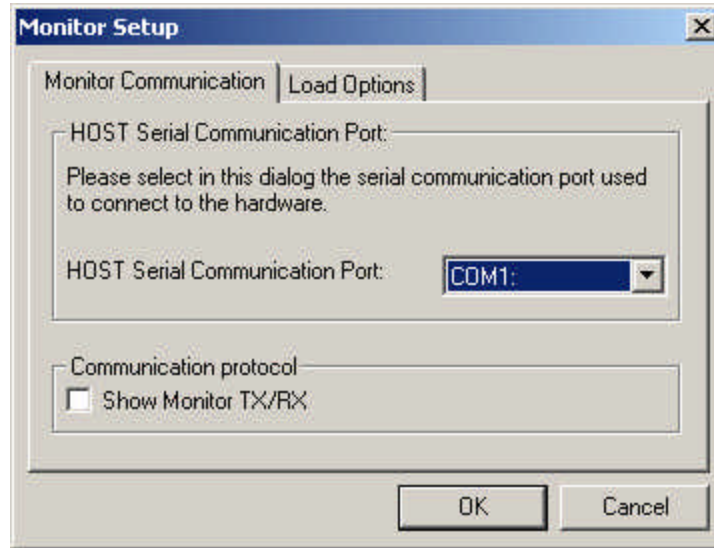 Monitor Setup
Monitor Communication
Load Options
HOST Serial Communication Port:
Please select in this dialog the serial communication port used
to connect to the hardware.
HOST Serial Communication Port:
COM1:
Communication protocol
Show Monitor TX/RX
OK
Cancel